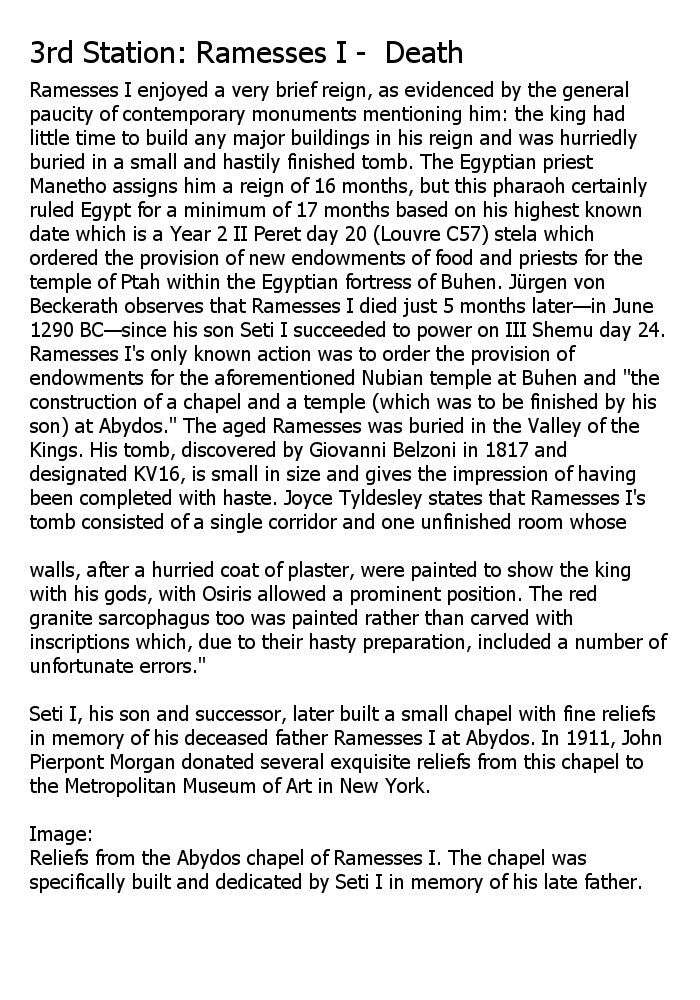 3rd Station: Ramesses I -  Death
Ramesses I enjoyed a very brief reign, as evidenced by the general
paucity of contemporary monuments mentioning him: the king had
little time to build any major buildings in his reign and was hurriedly
buried in a small and hastily finished tomb. The Egyptian priest
Manetho assigns him a reign of 16 months, but this pharaoh certainly
ruled Egypt for a minimum of 17 months based on his highest known
date which is a Year 2 II Peret day 20 (Louvre C57) stela which
ordered the provision of new endowments of food and priests for the
temple of Ptah within the Egyptian fortress of Buhen. Jürgen von
Beckerath observes that Ramesses I died just 5 months later—in June
1290 BC—since his son Seti I succeeded to power on III Shemu day 24.
Ramesses I's only known action was to order the provision of
endowments for the aforementioned Nubian temple at Buhen and "the
construction of a chapel and a temple (which was to be finished by his
son) at Abydos." The aged Ramesses was buried in the Valley of the
Kings. His tomb, discovered by Giovanni Belzoni in 1817 and
designated KV16, is small in size and gives the impression of having
been completed with haste. Joyce Tyldesley states that Ramesses I's
tomb consisted of a single corridor and one unfinished room whose
walls, after a hurried coat of plaster, were painted to show the king
with his gods, with Osiris allowed a prominent position. The red
granite sarcophagus too was painted rather than carved with
inscriptions which, due to their hasty preparation, included a number of
unfortunate errors."
Seti I, his son and successor, later built a small chapel with fine reliefs
in memory of his deceased father Ramesses I at Abydos. In 1911, John
Pierpont Morgan donated several exquisite reliefs from this chapel to
the Metropolitan Museum of Art in New York.
Image:
Reliefs from the Abydos chapel of Ramesses I. The chapel was
specifically built and dedicated by Seti I in memory of his late father.